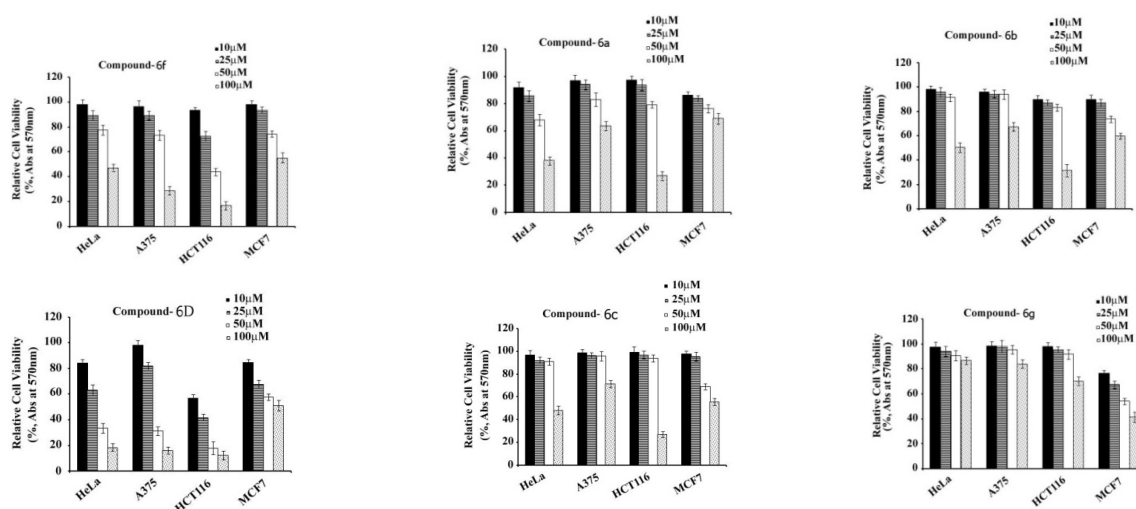 Compound-6f
10µM
25µM
50µM
100µM
Relative Cell Viability
(%, Abs at 570nm)
120
100
80
60
40
20
0
HeLa
A375
HCT116
MCF7
Compound-6a
10µM
25µM
50µM
100µM
Relative Cell Viability
(%, Abs at 570nm)
120
100
80
60
40
20
0
HeLa
A375
HCT116
MCF7
Compound-6b
10µM
25µM
50µM
100µM
Relative Cell Viability
(%, Abs at 570nm)
120
100
80
60
40
20
0
HeLa
A375
HCT116
MCF7
Compound- 6D
10µM
25µM
50µM
100µM
Relative Cell Viability
(%, Abs at 570nm)
120
100
80
60
40
20
0
HeLa
A375
HCT116
MCF7
Compound- 6c
10µM
25µM
50µM
100µM
Relative Cell Viability
(%, Abs at 570nm)
120
100
80
60
40
20
0
HeLa
A375
HCT116
MCF7
Compound-6g
10µM
25µM
50µM
100µM
Relative Cell Viability
(%, Abs at 570nm)
120
100
80
60
40
20
0
HeLa
A375
HCT116
MCF7